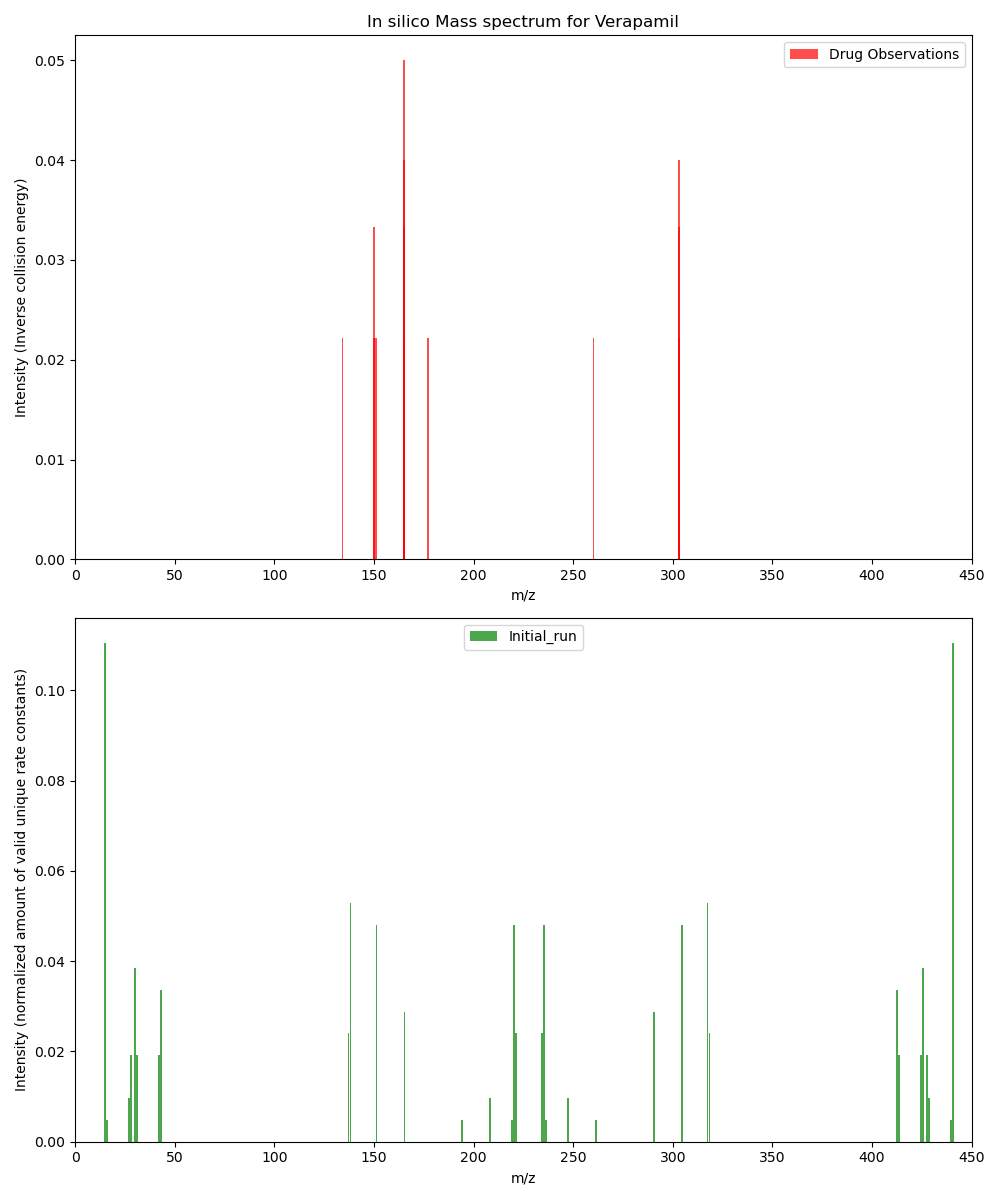 In silico Mass spectrum for Verapamil
Drug Observations
Intensity (Inverse collision energy)
0.05
0.04
0.03
0.02
0.01
0.00
0 50 100 150 200 250 300 350 400 450
m/z
Initial_run
Intensity (normalized amount of valid unique rate constants)
0.10
0.08
0.06
0.04
0.02
0.00
0 50 100 150 200 250 300 350 400 450
m/z